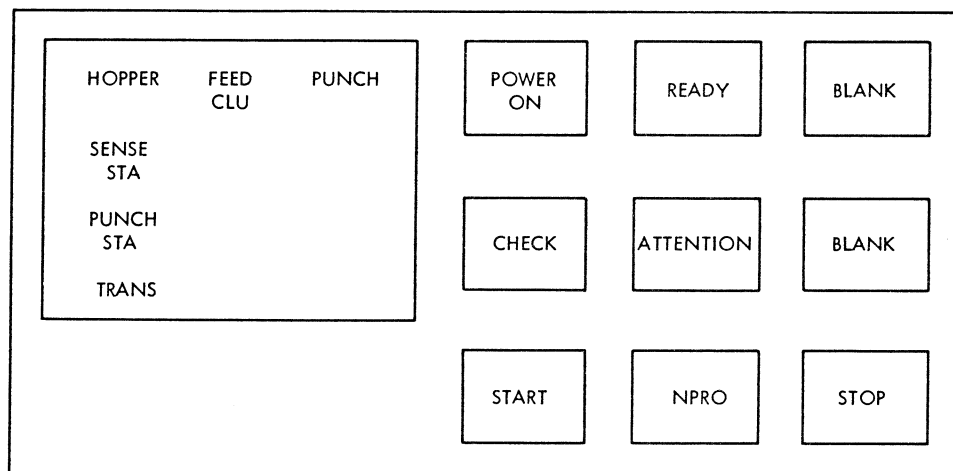 HOPPER
FEED
CLU
PUNCH
SENSE
STA
PUNCH
STA
TRANS
POWER
ON
READY
BLANK
CHECK
ATTENTION
BLANK
START
NPRO
STOP